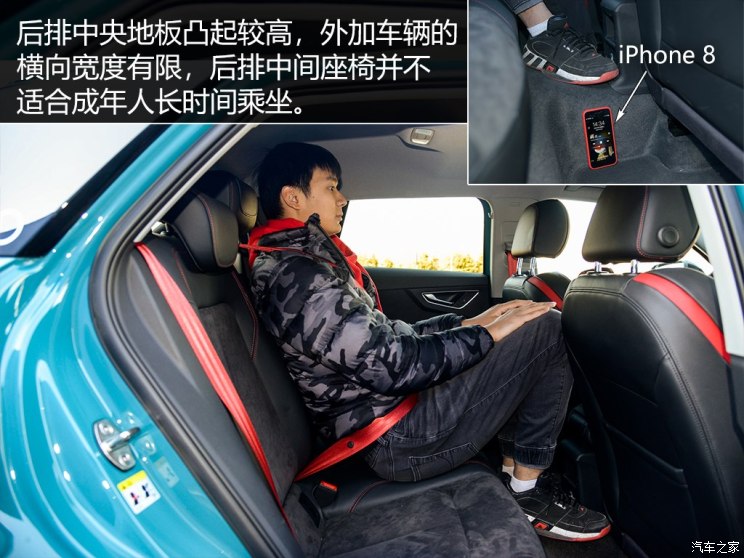 后排中央地板凸起较高，外加车辆的
横向宽度有限，后排中间座椅并不
适合成年人长时间乘坐。
iPhone 8
汽车之家